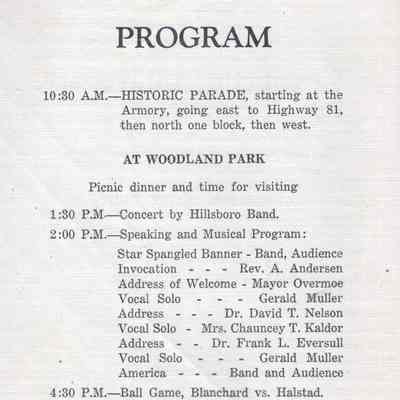 PROGRAM
10:30 A.M.—HISTORIC PARADE, starting at the
Armory, going east to Highway 81,
then north one block, then west.
AT WOODLAND PARK
Picnic dinner and time for visiting
1:30 P.M.—Concert by Hillsboro Band.
2:00 P.M.—Speaking and Musical Program:
Star Spangled Banner - Band, Audience
Invocation - - - Rev. A. Andersen
Address of Welcome - Mayor Overmoe
Vocal Solo - - - Gerald Muller
Address - - - Dr. David T. Nelson
Vocal Solo - Mrs. Chauncey T. Kaldor
Address - - Dr. Frank L. Eversull
Vocal Solo - - - Gerald Muller
America - - - Band and Audience
4:30 P.M.—Ball Game, Blanchard vs. Halstad.